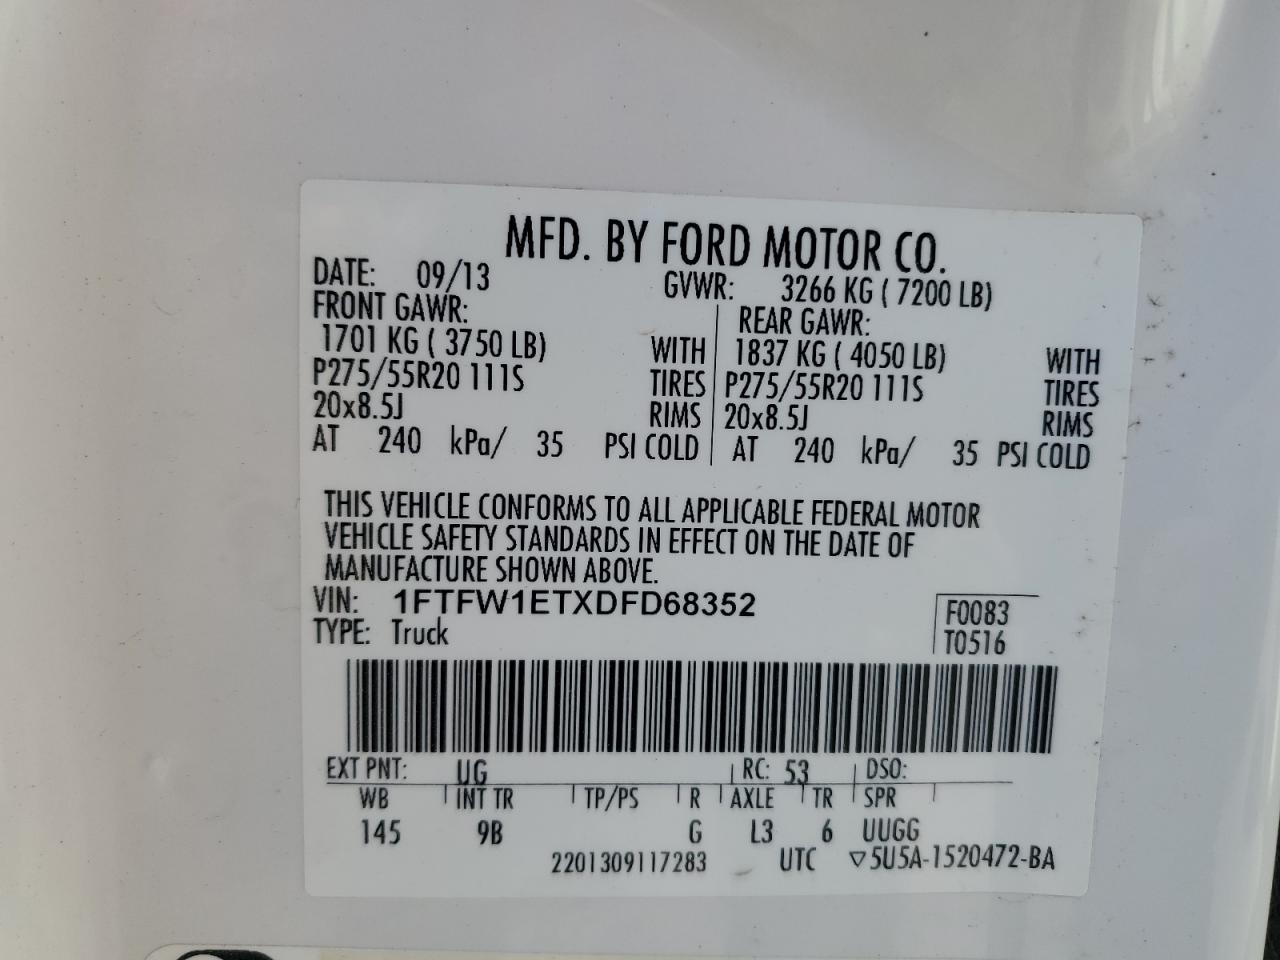 MFD. BY FORD MOTOR CO.
DATE: 09/13 GVWR: 3266 KG ( 7200 LB)
FRONT GAWR: REAR GAWR:
1701 KG ( 3750 LB) WITH 1837 KG ( 4050 LB) WITH
P275/55R20 111S TIRES P275/55R20 111S TIRES
20x8.5J RIMS 20x8.5J RIMS
AT 240 kPa/ 35 PSI COLD AT 240 kPa/ 35 PSI COLD
THIS VEHICLE CONFORMS TO ALL APPLICABLE FEDERAL MOTOR
VEHICLE SAFETY STANDARDS IN EFFECT ON THE DATE OF
MANUFACTURE SHOWN ABOVE.
VIN: 1FTFW1ETXDFD68352 F0083
TYPE: Truck T0516
EXT PNT: UG RC: 53 DSO:
WB INT TR TP/PS R AXLE TR SPR
145 9B G L3 6 UUGG
2201309117283 UTC ▽5U5A-1520472-BA